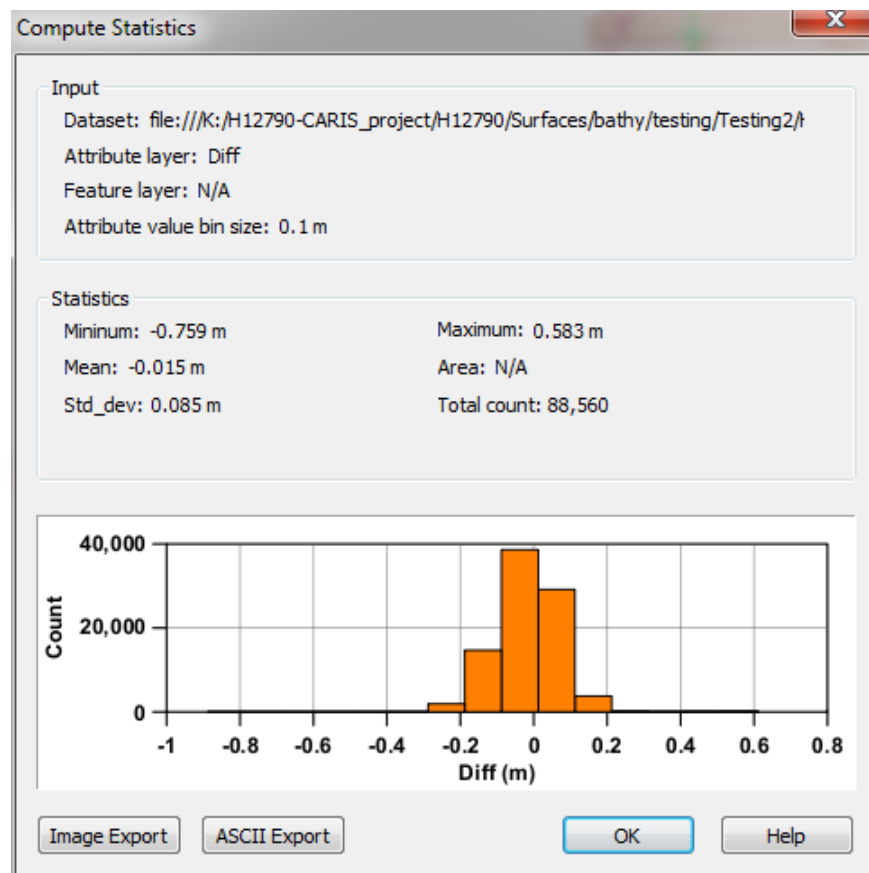 Compute Statistics
X
Input
Dataset: file:///K:/H12790-CARIS_project/H12790/Surfaces/bathy/testing/Testing2/
Attribute layer: Diff
Feature layer: N/A
Attribute value bin size: 0.1 m
Statistics
Mininum: -0.759 m Maximum: 0.583 m
Mean: -0.015 m Area: N/A
Std_dev: 0.085 m Total count: 88,560
40,000
20,000
0
Count
-1 -0.8 -0.6 -0.4 -0.2 0 0.2 0.4 0.6 0.8
Diff (m)
Image Export ASCII Export OK Help